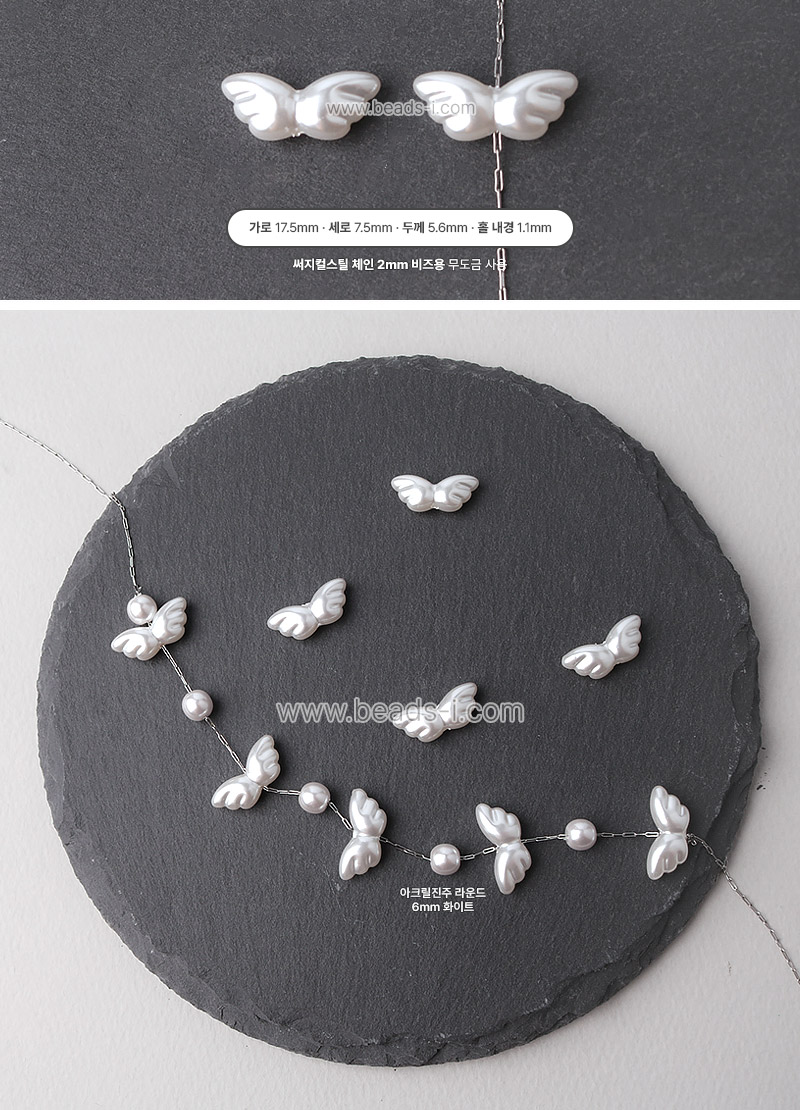 www.beads-i.com
가로 17.5mm · 세로 7.5mm · 두께 5.6mm · 홀 내경 1.1mm
써지컬스틸 체인 2mm 비즈용 무도금 사용
www.beads-i.com
아크릴진주 라운드
6mm 화이트